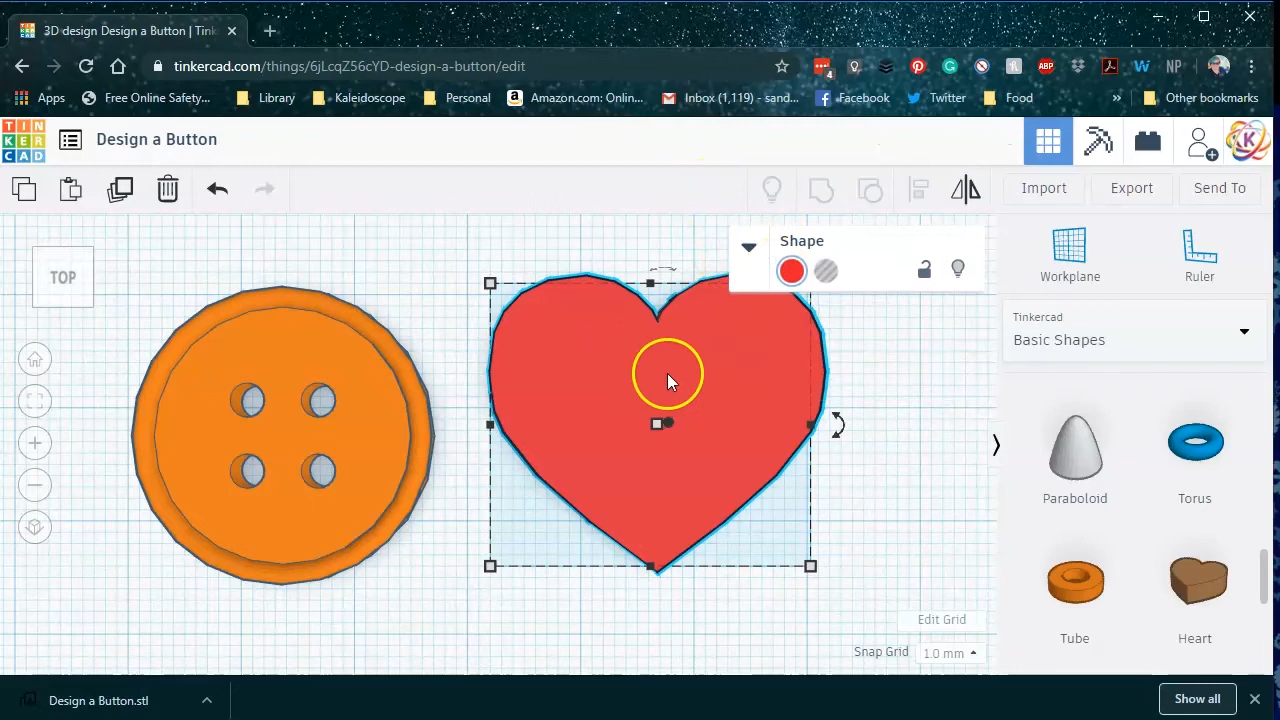 3D design Design a Button | Tink
tinkercad.com/things/6jLcqZ56cYD-design-a-button/edit
4
ABP
NP
Apps
Free Online Safety...
Library
Kaleidoscope
Personal
Amazon.com: Onlin...
Inbox (1,119) - sand...
Facebook
Twitter
Food
»
Other bookmarks
TIN
KER
CAD
Design a Button
K
Import
Export
Send To
TOP
Shape
Workplane
Ruler
Tinkercad
Basic Shapes
Paraboloid
Torus
Tube
Heart
Edit Grid
Snap Grid
1.0 mm
Design a Button.stl
Show all